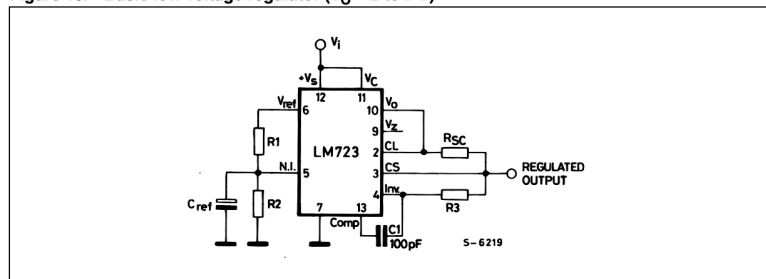 Vi
+Vs
VC
12
11
Vref
6
10
Vo
9
VZ
R1
LM723
2
CL
RSC
N.I.
5
3
CS
REGULATED
OUTPUT
4
Inv.
R3
Cref
R2
7
13
Comp
C1
100pF
S-6219